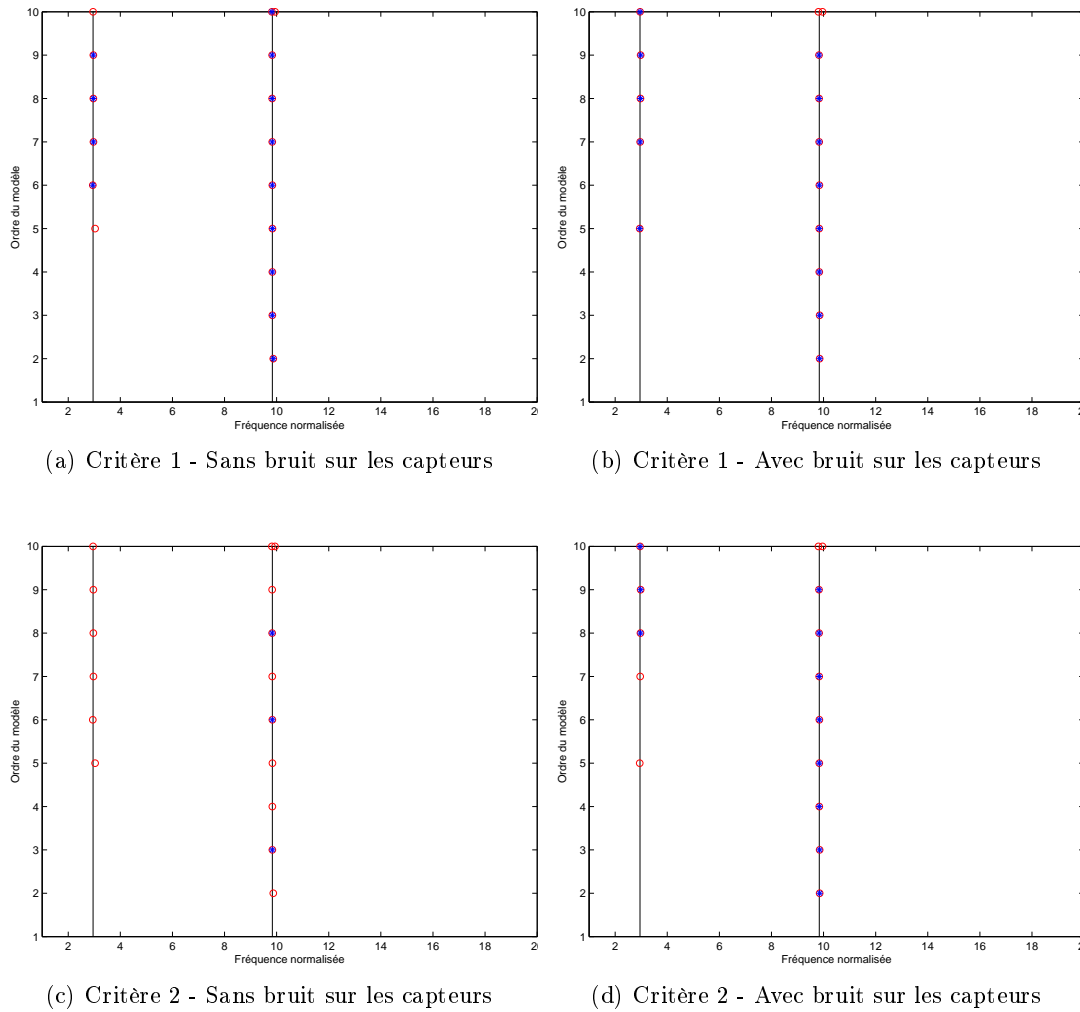 10
9
8
7
6
5
4
3
2
1
Ordre du modèle
2 4 6 8 10 12 14 16 18 2
Fréquence normalisée
(a) Critère 1 - Sans bruit sur les capteurs
10
9
8
7
6
5
4
3
2
1
Ordre du modèle
2 4 6 8 10 12 14 16 18
Fréquence normalisée
(b) Critère 1 - Avec bruit sur les capteurs
10
9
8
7
6
5
4
3
2
1
Ordre du modèle
2 4 6 8 10 12 14 16 18 2
Fréquence normalisée
(c) Critère 2 - Sans bruit sur les capteurs
10
9
8
7
6
5
4
3
2
1
Ordre du modèle
2 4 6 8 10 12 14 16 18
Fréquence normalisée
(d) Critère 2 - Avec bruit sur les capteurs